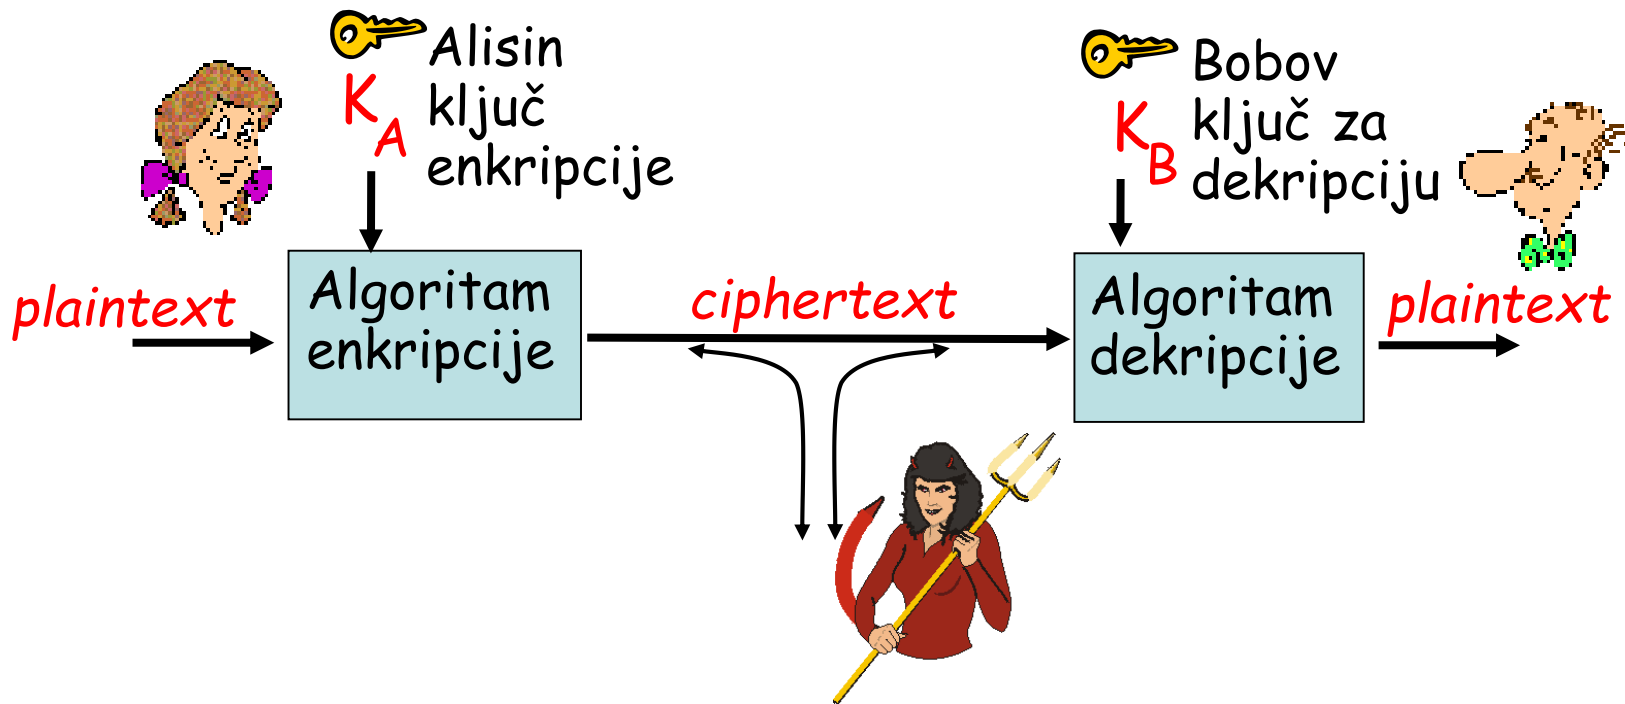 Alisin
ključ
enkripcije
K
A
Bobov
ključ za
dekripciju
K
B
plaintext
Algoritam
enkripcije
ciphertext
Algoritam
dekripcije
plaintext